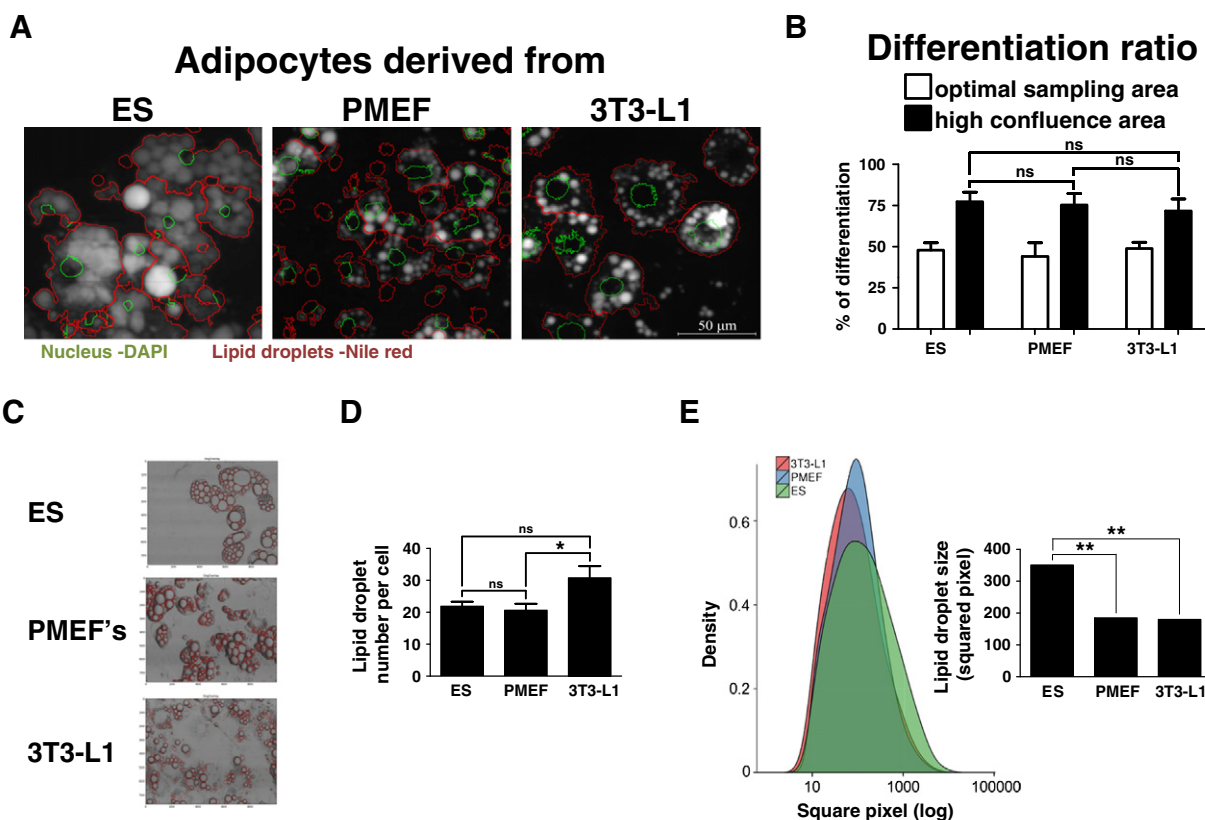 A
Adipocytes derived from
ES
PMEF
3T3-L1
50 µm
Nucleus -DAPI
Lipid droplets -Nile red
B
Differentiation ratio
optimal sampling area
high confluence area
ns
ns
ns
% of differentiation
100
75
50
25
0
ES
PMEF
3T3-L1
C
ES
PMEF's
3T3-L1
D
ns
*
ns
Lipid droplet
number per cell
40
30
20
10
0
ES
PMEF
3T3-L1
E
3T3-L1
PMEF
ES
Density
0.6
0.4
0.2
0
10
1000
100000
Square pixel (log)
**
**
Lipid droplet size
(squared pixel)
400
300
200
100
0
ES
PMEF
3T3-L1